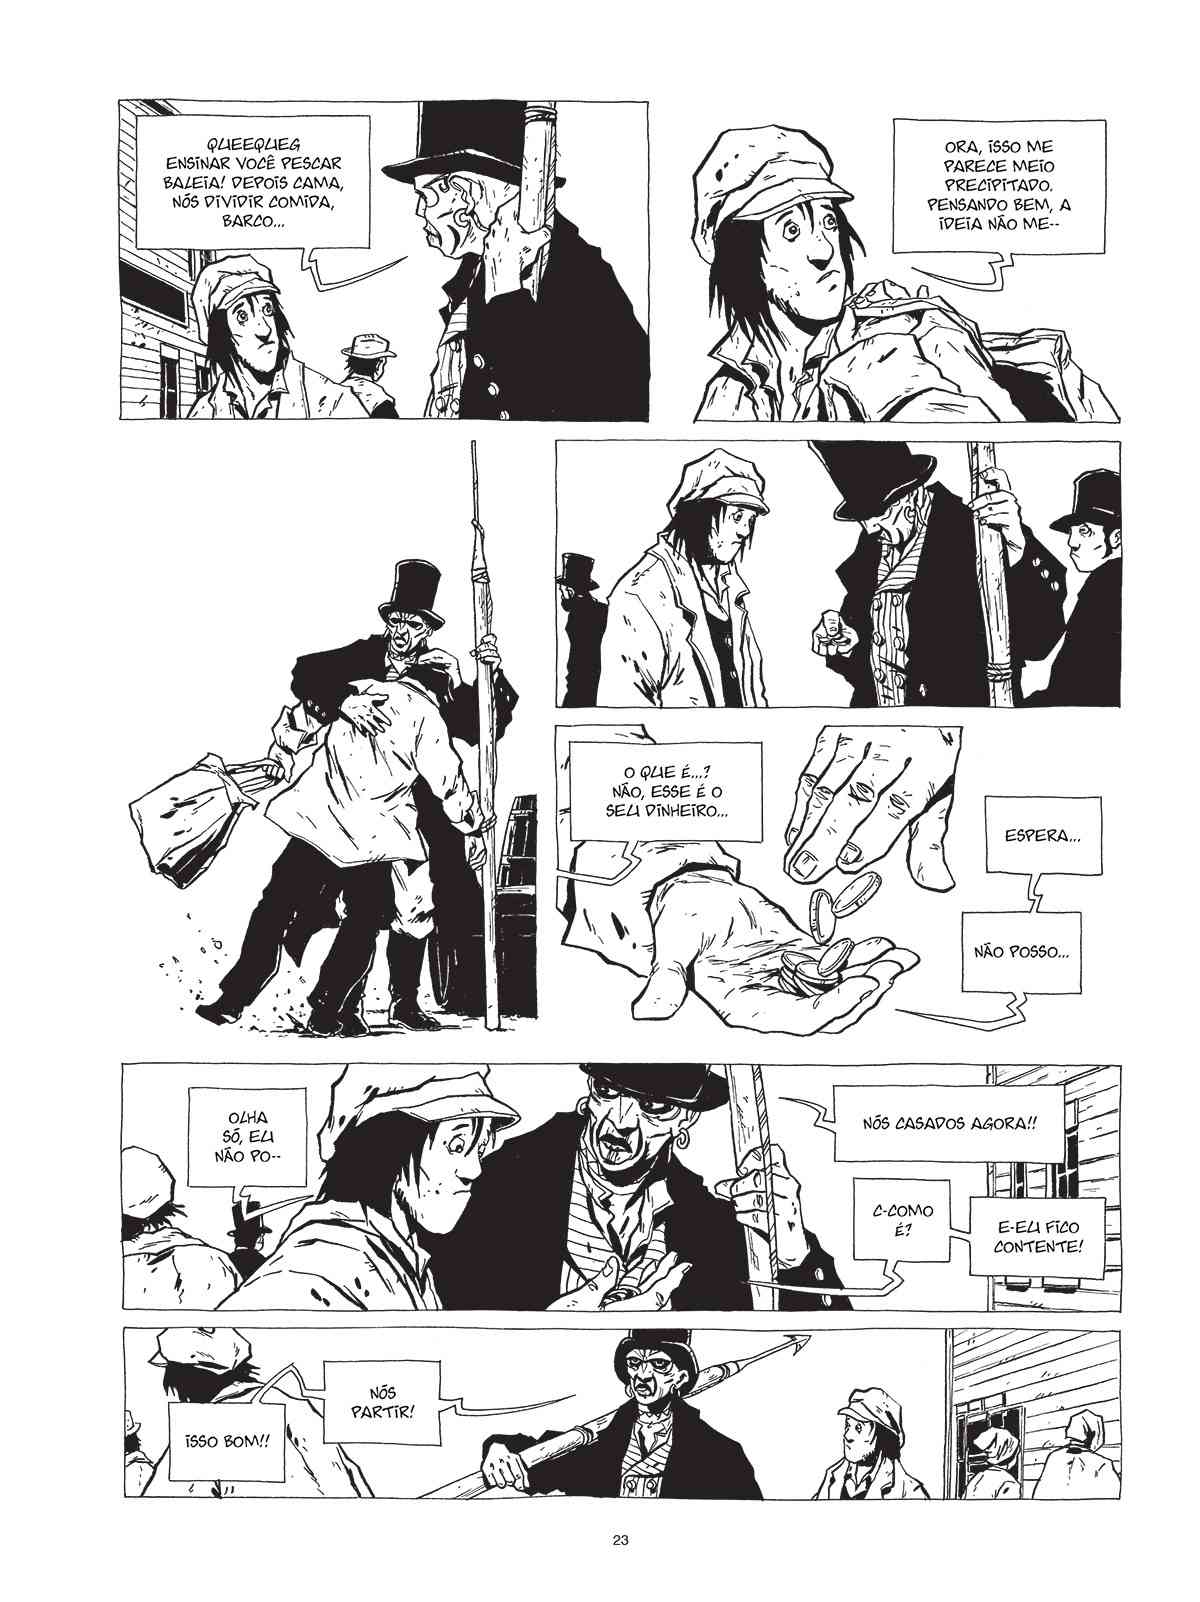 QUEEQUEG
ENSINAR VOCÊ PESCAR
BALEIA! DEPOIS CAMA,
NÓS DIVIDIR COMIDA,
BARCO...
ORA, ISSO ME
PARECE MEIO
PRECIPITADO.
PENSANDO BEM, A
IDEIA NÃO ME--
O QUE É...?
NÃO, ESSE É O
SEU DINHEIRO...
ESPERA...
NÃO POSSO...
OLHA
SÓ, EU
NÃO PO--
NÓS CASADOS AGORA!!
C-COMO
É?
E-EU FICO
CONTENTE!
ISSO BOM!!
NÓS
PARTIR!
23